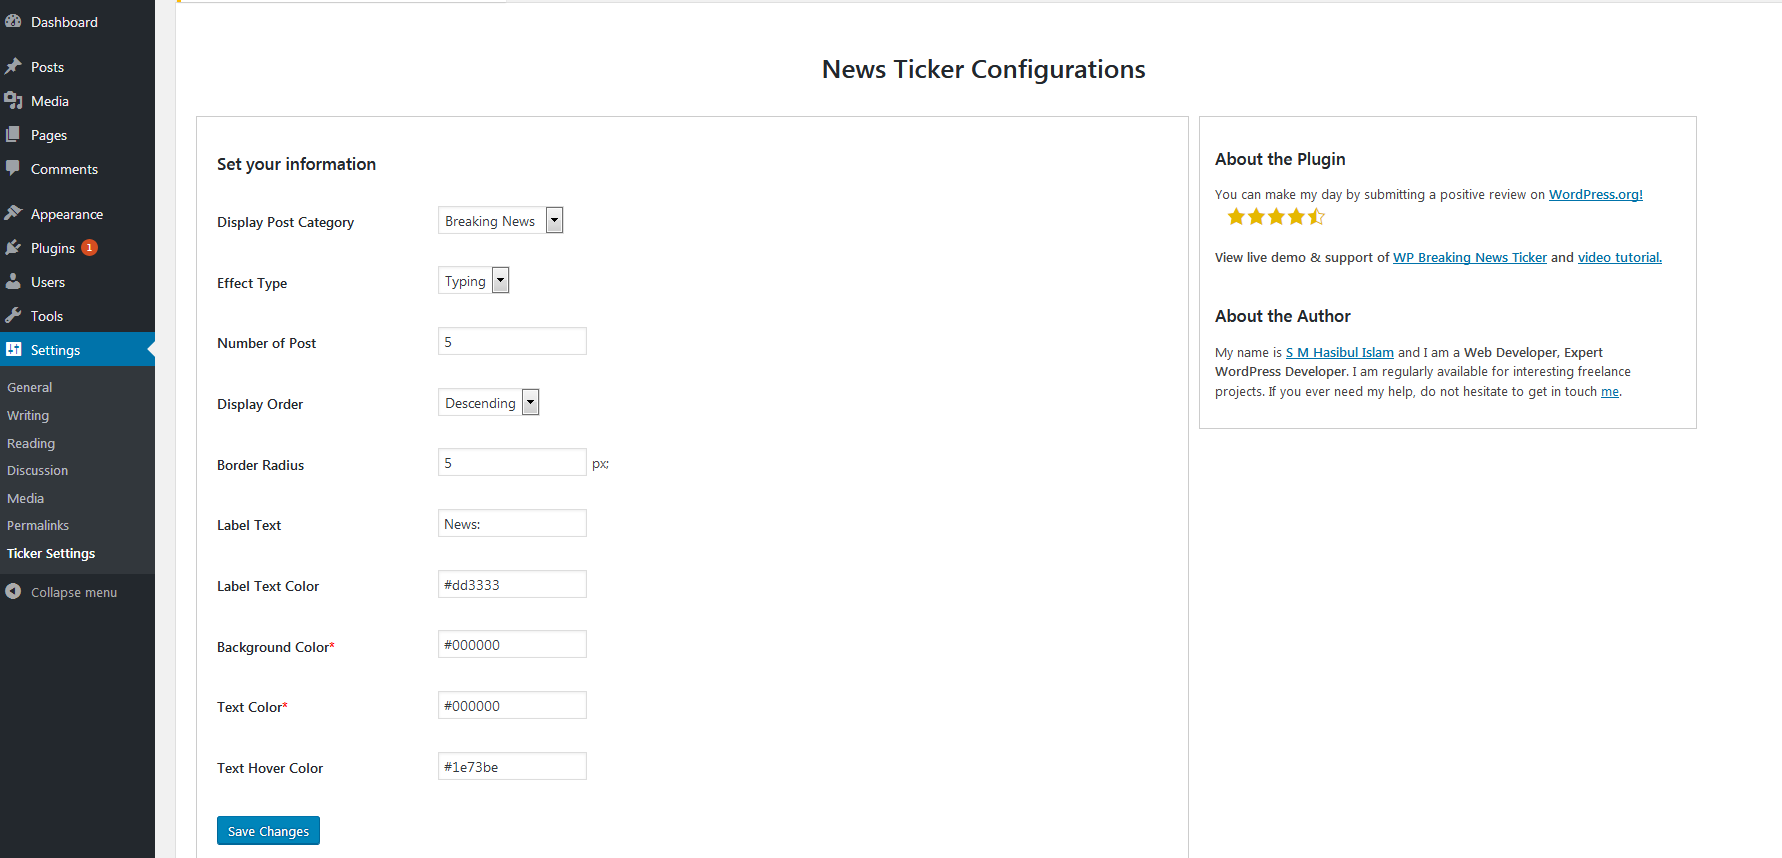 Dashboard
Posts
Media
Pages
Comments
Appearance
Plugins 1
Users
Tools
Settings
General
Writing
Reading
Discussion
Media
Permalinks
Ticker Settings
Collapse menu
News Ticker Configurations
Set your information
Display Post Category Breaking News
Effect Type Typing
Number of Post 5
Display Order Descending
Border Radius 5 px;
Label Text News:
Label Text Color #dd3333
Background Color* #000000
Text Color* #000000
Text Hover Color #1e73be
Save Changes
About the Plugin
You can make my day by submitting a positive review on WordPress.org!
View live demo & support of WP Breaking News Ticker and video tutorial.
About the Author
My name is S M Hasibul Islam and I am a Web Developer, Expert
WordPress Developer. I am regularly available for interesting freelance
projects. If you ever need my help, do not hesitate to get in touch me.